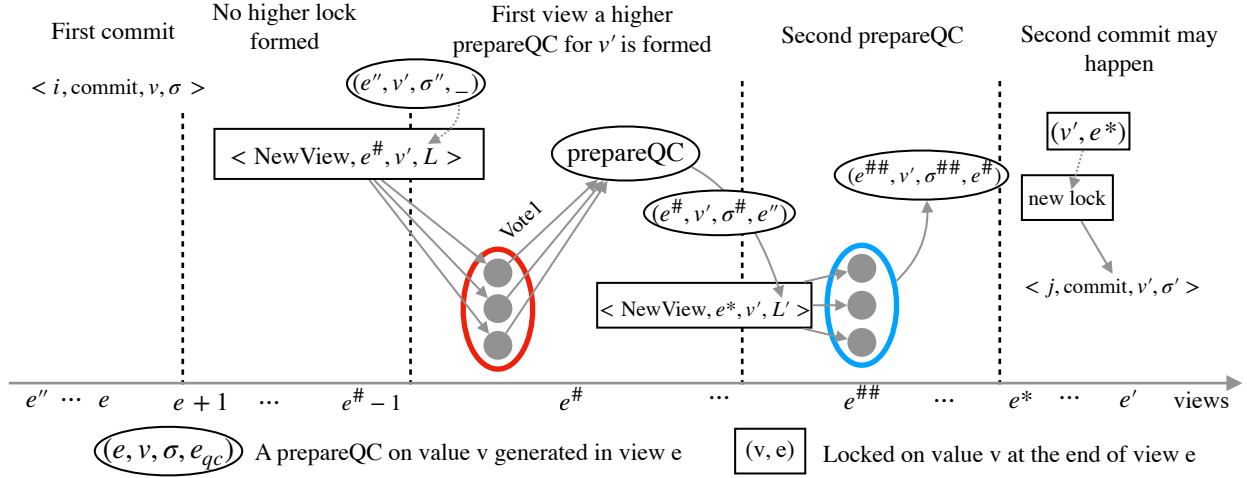 First commit
No higher lock
formed
First view a higher
prepareQC for v′ is formed
Second prepareQC
Second commit may
happen
< i, commit, v, σ >
(e″, v′, σ″, _)
< NewView, e#, v′, L >
prepareQC
Vote1
(e#, v′, σ#, e″)
(e##, v′, σ##, e#)
(v′, e*)
new lock
< NewView, e*, v′, L′ >
< j, commit, v′, σ′ >
e″ ··· e e + 1 ··· e# − 1 e# ··· e## ··· e* ··· e′ views
(e, v, σ, eqc) A prepareQC on value v generated in view e
(v, e) Locked on value v at the end of view e